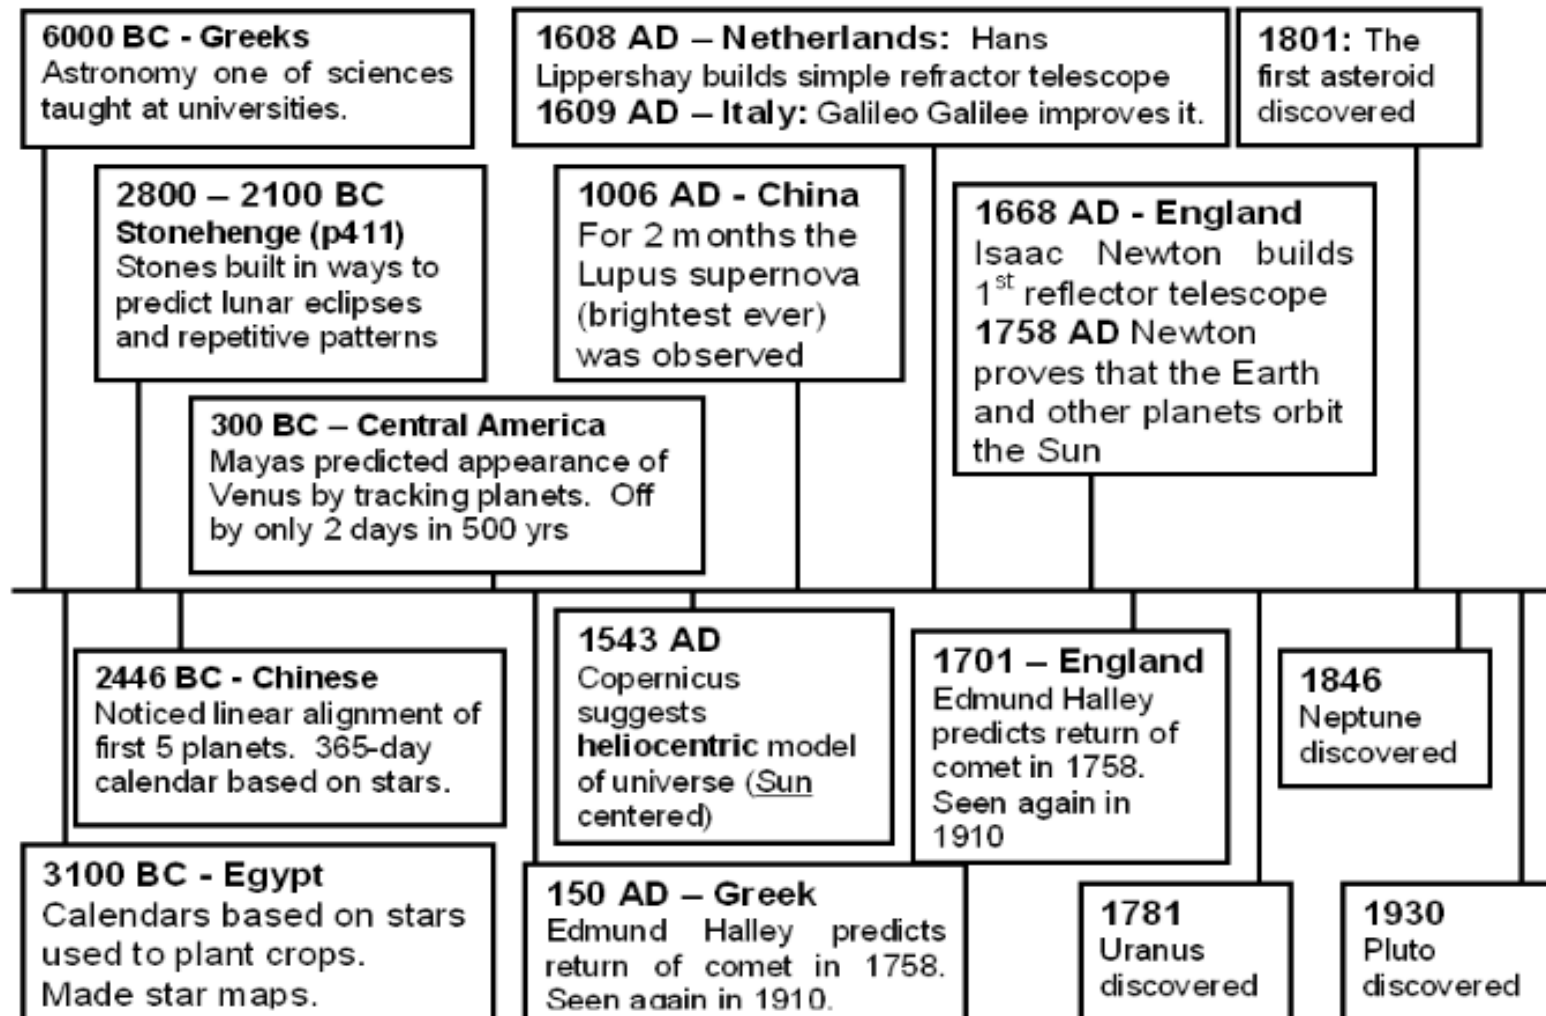 6000 BC - Greeks
Astronomy one of sciences
taught at universities.
1608 AD – Netherlands: Hans
Lippershay builds simple refractor telescope
1609 AD – Italy: Galileo Galilee improves it.
1801: The
first asteroid
discovered
2800 – 2100 BC
Stonehenge (p411)
Stones built in ways to
predict lunar eclipses
and repetitive patterns
1006 AD - China
For 2 months the
Lupus supernova
(brightest ever)
was observed
1668 AD - England
Isaac Newton builds
1st reflector telescope
1758 AD Newton
proves that the Earth
and other planets orbit
the Sun
300 BC – Central America
Mayas predicted appearance of
Venus by tracking planets. Off
by only 2 days in 500 yrs
2446 BC - Chinese
Noticed linear alignment of
first 5 planets. 365-day
calendar based on stars.
1543 AD
Copernicus
suggests
heliocentric model
of universe (Sun
centered)
1701 – England
Edmund Halley
predicts return of
comet in 1758.
Seen again in
1910
1846
Neptune
discovered
3100 BC - Egypt
Calendars based on stars
used to plant crops.
Made star maps.
150 AD – Greek
Edmund Halley predicts
return of comet in 1758.
Seen again in 1910.
1781
Uranus
discovered
1930
Pluto
discovered